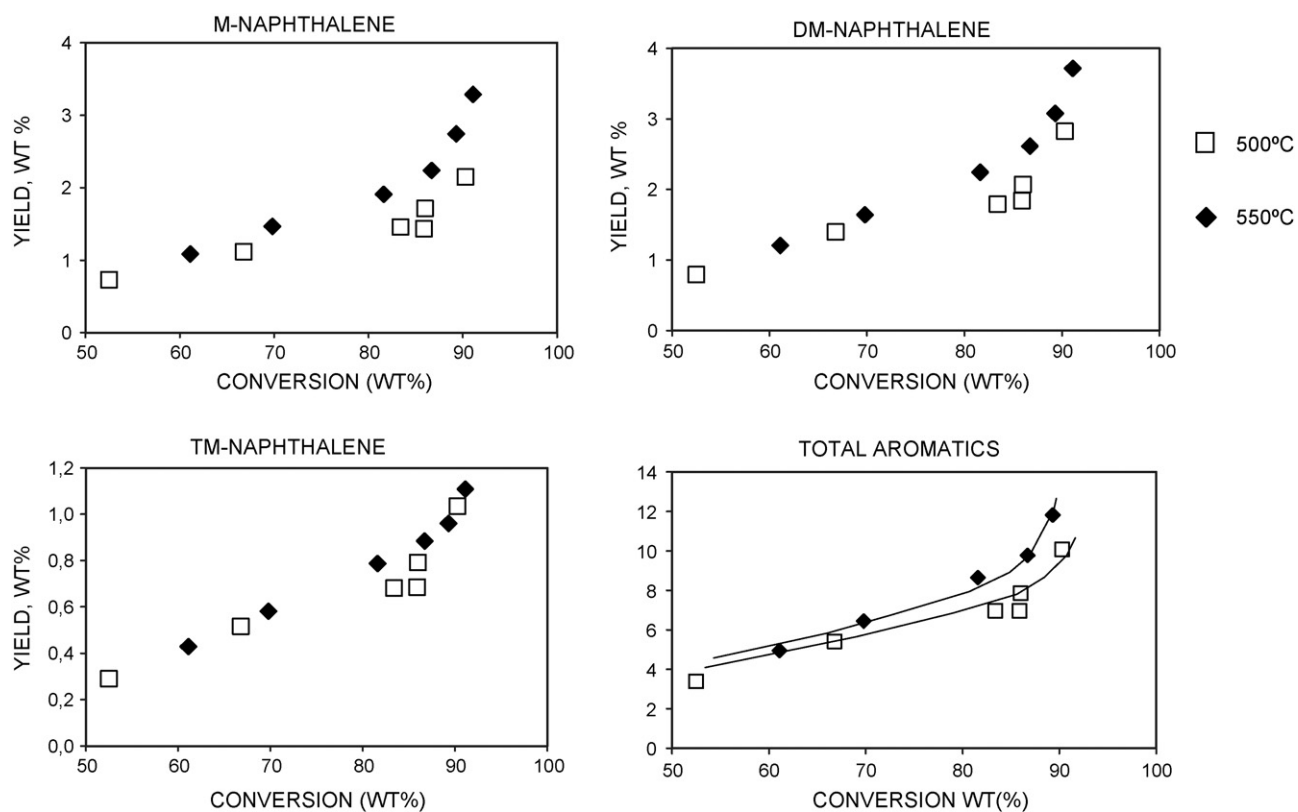 M-NAPHTHALENE
4
3
2
1
0
YIELD, WT %
50 60 70 80 90 100
CONVERSION (WT%)
DM-NAPHTHALENE
4
3
2
1
0
YIELD, WT %
50 60 70 80 90 100
CONVERSION (WT%)
500ºC
550ºC
TM-NAPHTHALENE
1,2
1,0
0,8
0,6
0,4
0,2
0,0
YIELD, WT%
50 60 70 80 90 100
CONVERSION (WT%)
TOTAL AROMATICS
14
12
10
8
6
4
2
0
50 60 70 80 90 100
CONVERSION WT(%)